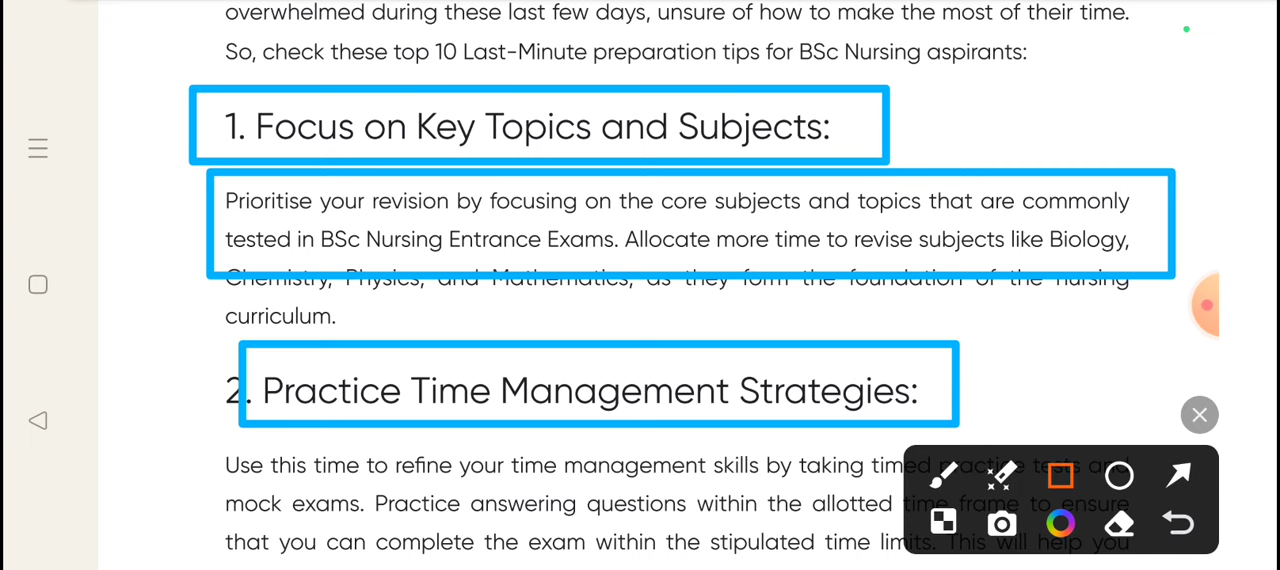 overwhelmed during these last few days, unsure of how to make the most of their time.
So, check these top 10 Last-Minute preparation tips for BSc Nursing aspirants:
1. Focus on Key Topics and Subjects:
Prioritise your revision by focusing on the core subjects and topics that are commonly
tested in BSc Nursing Entrance Exams. Allocate more time to revise subjects like Biology,
Chemistry, Physics, and Mathematics, as they form the foundation of the nursing
curriculum.
2. Practice Time Management Strategies:
Use this time to refine your time management skills by taking timed practice tests and
mock exams. Practice answering questions within the allotted time frame to ensure
that you can complete the exam within the stipulated time limits. This will help you